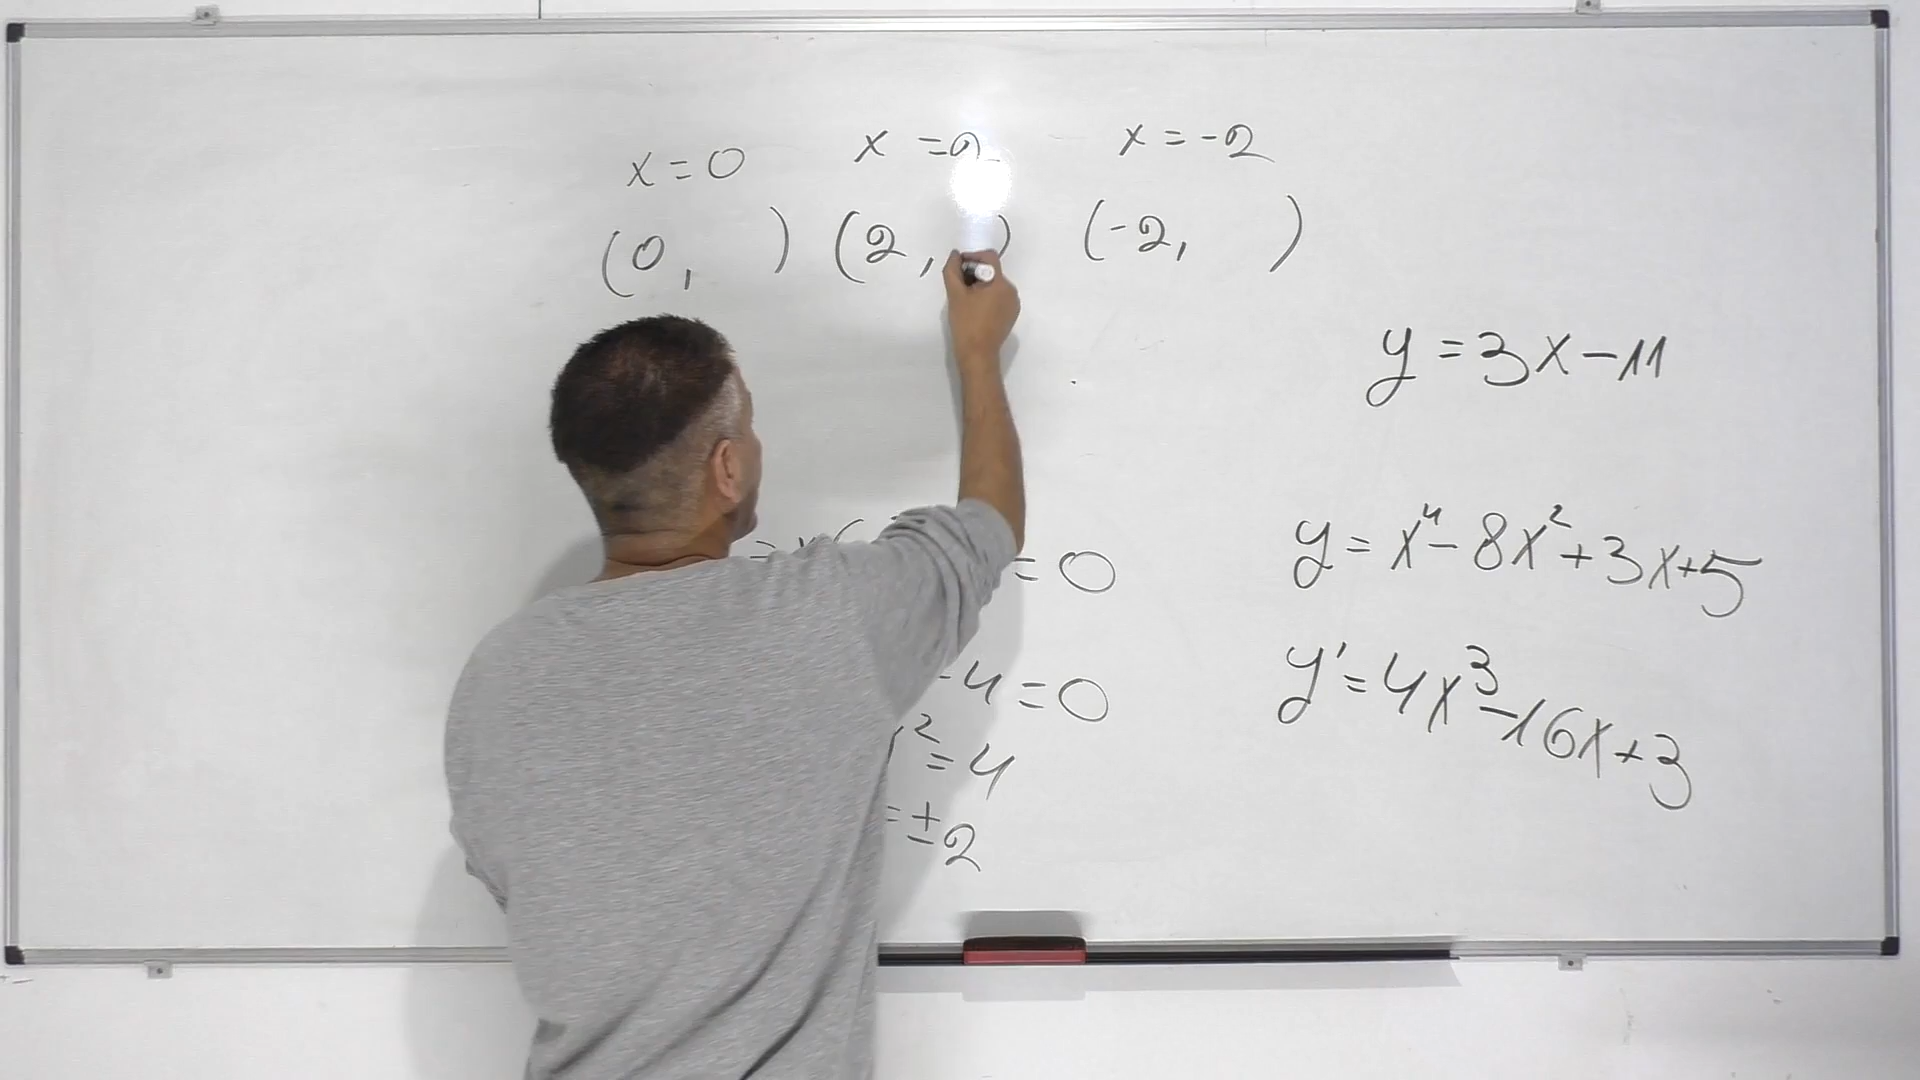 x = 0 x = 2 x = -2
(0, ) (2, ) (-2, )
y = 3x - 11
= x( = 0
y = x⁴ - 8x² + 3x + 5
-4 = 0
y' = 4x³ - 16x + 3
² = 4
= ±2